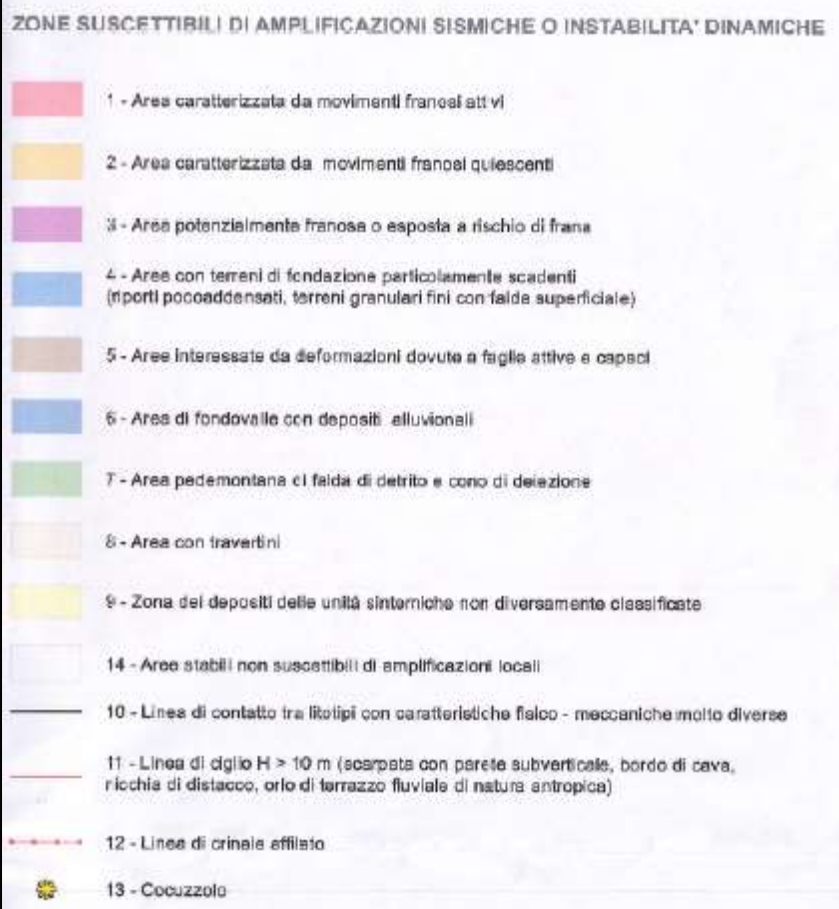 ZONE SUSCETTIBILI DI AMPLIFICAZIONI SISMICHE O INSTABILITA' DINAMICHE
1 - Area caratterizzata da movimenti franosi attivi
2 - Area caratterizzata da movimenti franosi quiescenti
3 - Area potenzialmente franosa o esposta a rischio di frana
4 - Aree con terreni di fondazione particolamente scadenti
(riporti pocoaddensati, terreni granulari fini con falda superficiale)
5 - Aree interessate da deformazioni dovute a faglie attive e capaci
6 - Area di fondovalle con depositi alluvionali
7 - Area pedemontana di falda di detrito e cono di deiezione
8 - Area con travertini
9 - Zona dei depositi delle unità sintemiche non diversamente classificate
14 - Aree stabili non suscettibili di amplificazioni locali
10 - Linea di contatto tra litotipi con caratteristiche fisico - meccaniche molto diverse
11 - Linea di ciglio H > 10 m (scarpata con parete subverticale, bordo di cava,
nicchia di distacco, orlo di terrazzo fluviale di natura antropica)
12 - Linea di crinale affilato
13 - Cocuzzolo